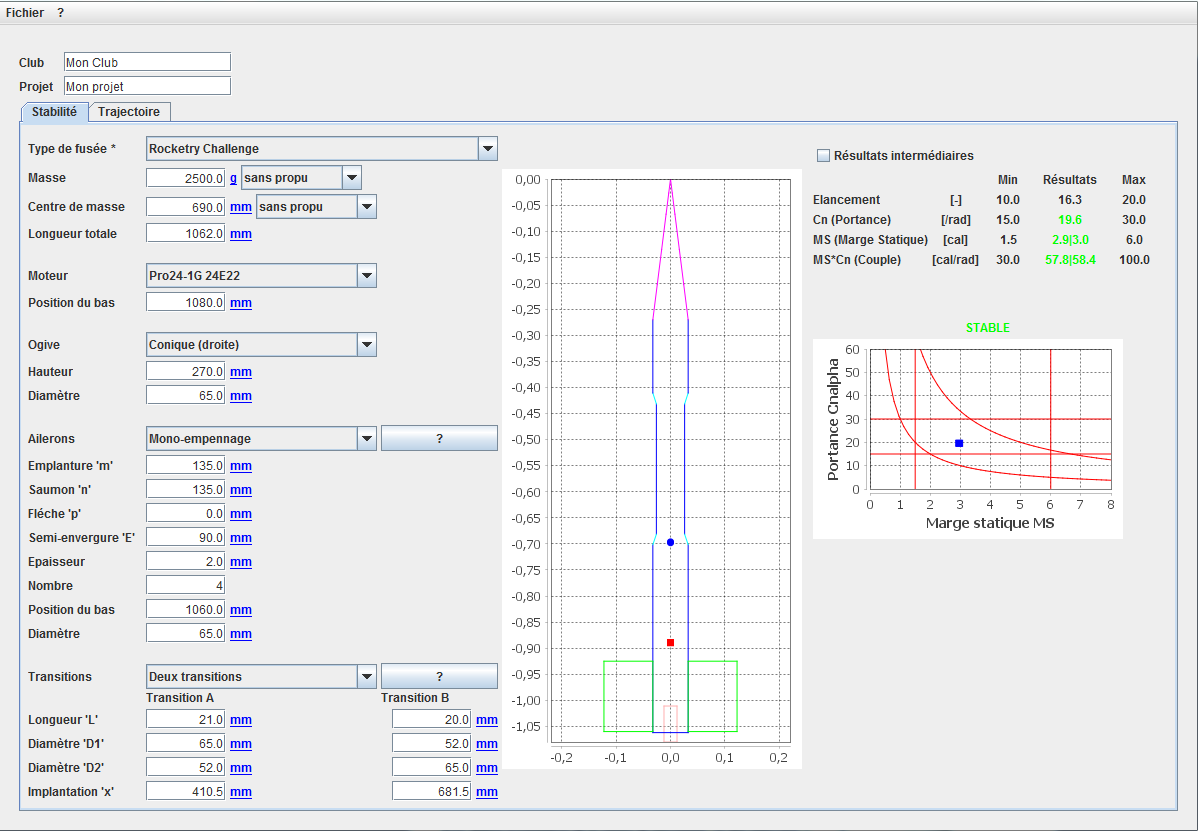 Fichier ?
Club Mon Club
Projet Mon projet
Stabilité Trajectoire
Type de fusée * Rocketry Challenge
Masse 2500.0 g sans propu
Centre de masse 690.0 mm sans propu
Longueur totale 1062.0 mm
Moteur Pro24-1G 24E22
Position du bas 1080.0 mm
Ogive Conique (droite)
Hauteur 270.0 mm
Diamètre 65.0 mm
Ailerons Mono-empennage ?
Emplanture 'm' 135.0 mm
Saumon 'n' 135.0 mm
Fléche 'p' 0.0 mm
Semi-envergure 'E' 90.0 mm
Epaisseur 2.0 mm
Nombre 4
Position du bas 1060.0 mm
Diamètre 65.0 mm
Transitions Deux transitions ?
Transition A Transition B
Longueur 'L' 21.0 mm 20.0 mm
Diamètre 'D1' 65.0 mm 52.0 mm
Diamètre 'D2' 52.0 mm 65.0 mm
Implantation 'x' 410.5 mm 681.5 mm
0,00
-0,05
-0,10
-0,15
-0,20
-0,25
-0,30
-0,35
-0,40
-0,45
-0,50
-0,55
-0,60
-0,65
-0,70
-0,75
-0,80
-0,85
-0,90
-0,95
-1,00
-1,05
-0,2 -0,1 0,0 0,1 0,2
Résultats intermédiaires
Min Résultats Max
Elancement [-] 10.0 16.3 20.0
Cn (Portance) [/rad] 15.0 19.6 30.0
MS (Marge Statique) [cal] 1.5 2.9|3.0 6.0
MS*Cn (Couple) [cal/rad] 30.0 57.8|58.4 100.0
STABLE
Portance Cnalpha
60
50
40
30
20
10
0
0 1 2 3 4 5 6 7 8
Marge statique MS